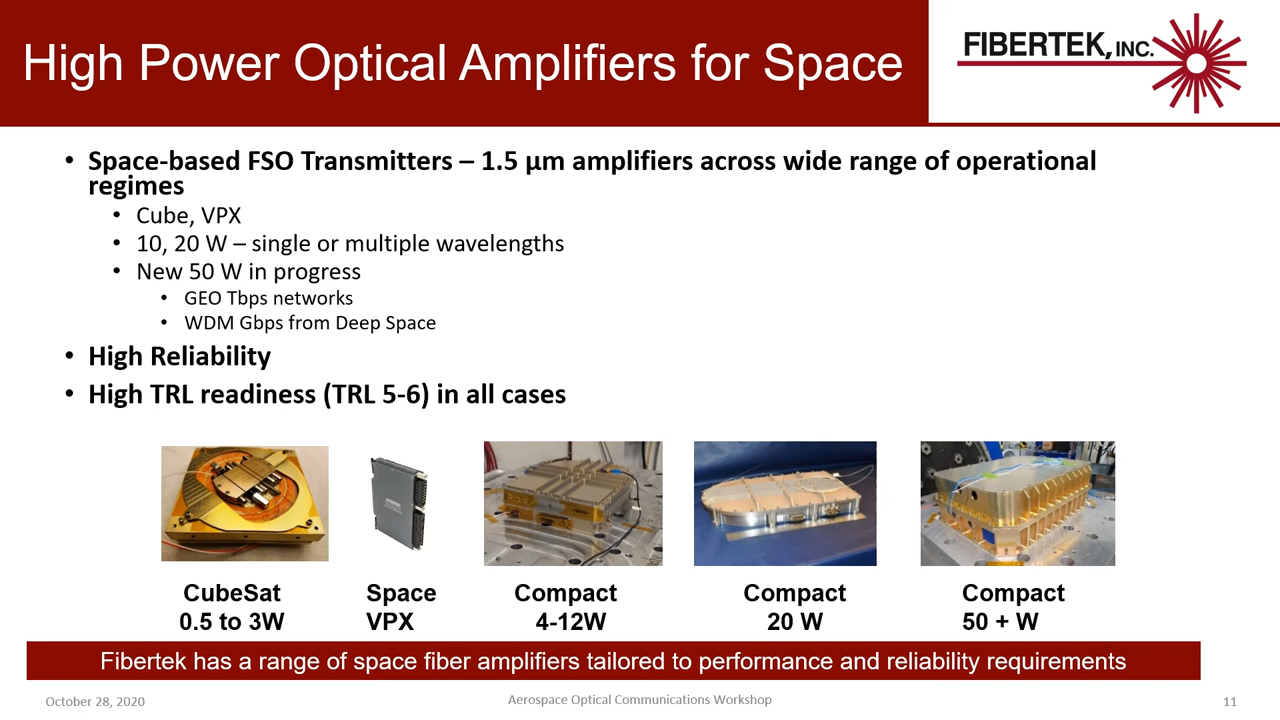 High Power Optical Amplifiers for Space
FIBERTEK, INC.
• Space-based FSO Transmitters – 1.5 µm amplifiers across wide range of operational
regimes
• Cube, VPX
• 10, 20 W – single or multiple wavelengths
• New 50 W in progress
• GEO Tbps networks
• WDM Gbps from Deep Space
• High Reliability
• High TRL readiness (TRL 5-6) in all cases
CubeSat
0.5 to 3W
Space
VPX
Compact
4-12W
Compact
20 W
Compact
50 + W
Fibertek has a range of space fiber amplifiers tailored to performance and reliability requirements
October 28, 2020
Aerospace Optical Communications Workshop
11